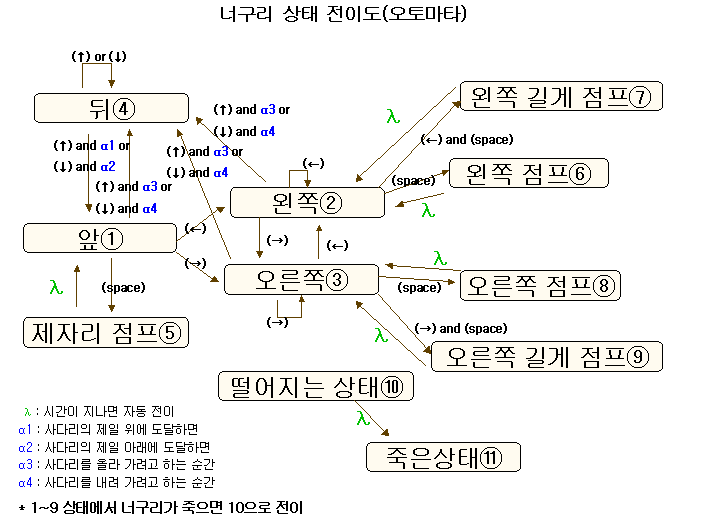 너구리 상태 전이도(오토마타)
(↑) or (↓)
뒤④
왼쪽 길게 점프⑦
(↑) and α3 or
(↓) and α4
λ
(↑) and α1 or
(↓) and α2
(↑) and α3 or
(↓) and α4
(←) and (space)
(↑) and α3 or
(↓) and α4
(←)
(space)
왼쪽 점프⑥
왼쪽②
λ
(←)
앞①
(→)
(←)
(→)
오른쪽③
λ
λ
(space)
(space)
오른쪽 점프⑧
(→)
(→) and (space)
제자리 점프⑤
λ
오른쪽 길게 점프⑨
떨어지는 상태⑩
λ
죽은상태⑪
λ : 시간이 지나면 자동 전이
α1 : 사다리의 제일 위에 도달하면
α2 : 사다리의 제일 아래에 도달하면
α3 : 사다리를 올라 가려고 하는 순간
α4 : 사다리를 내려 가려고 하는 순간
* 1~9 상태에서 너구리가 죽으면 10으로 전이